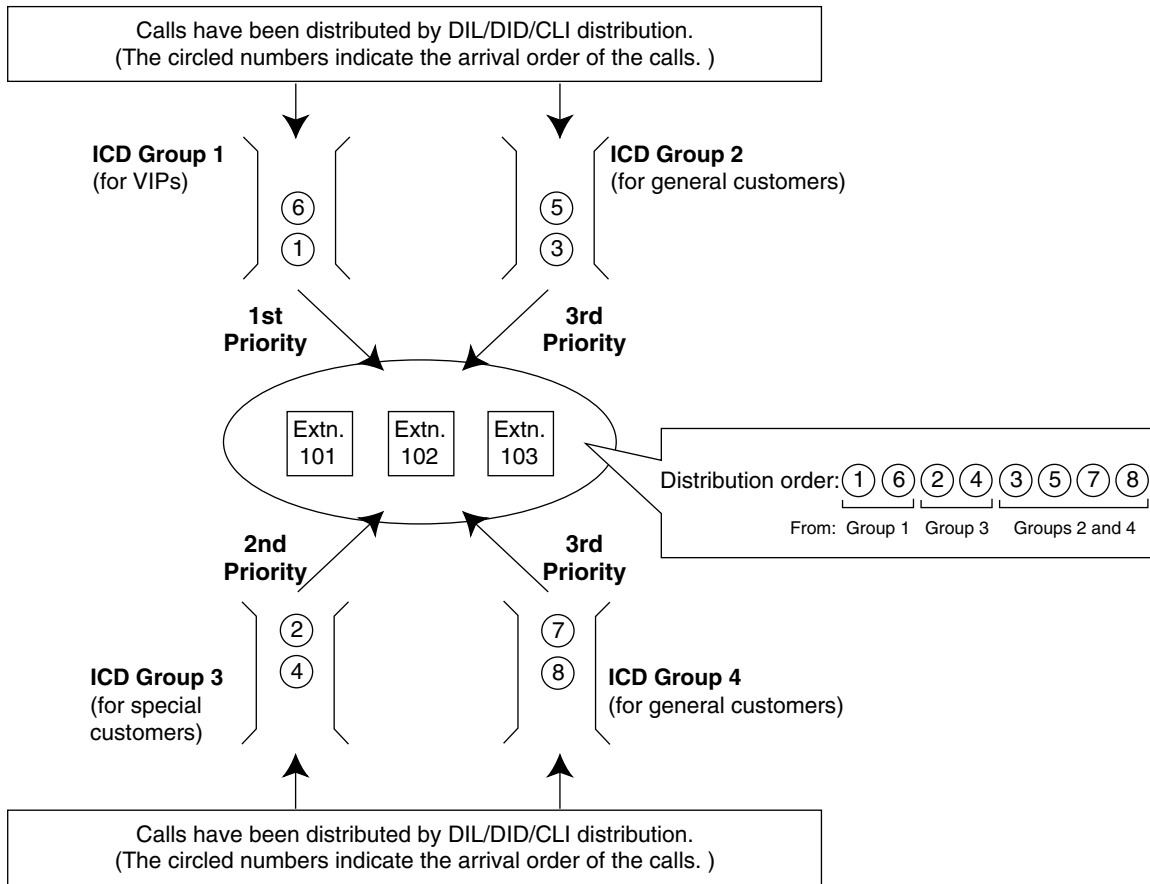 Calls have been distributed by DIL/DID/CLI distribution.
(The circled numbers indicate the arrival order of the calls. )
ICD Group 1
(for VIPs)
6
1
ICD Group 2
(for general customers)
5
3
1st
Priority
3rd
Priority
Extn.
101
Extn.
102
Extn.
103
Distribution order: 1 6 2 4 3 5 7 8
From: Group 1 Group 3 Groups 2 and 4
2nd
Priority
3rd
Priority
ICD Group 3
(for special
customers)
2
4
7
8
ICD Group 4
(for general customers)
Calls have been distributed by DIL/DID/CLI distribution.
(The circled numbers indicate the arrival order of the calls. )